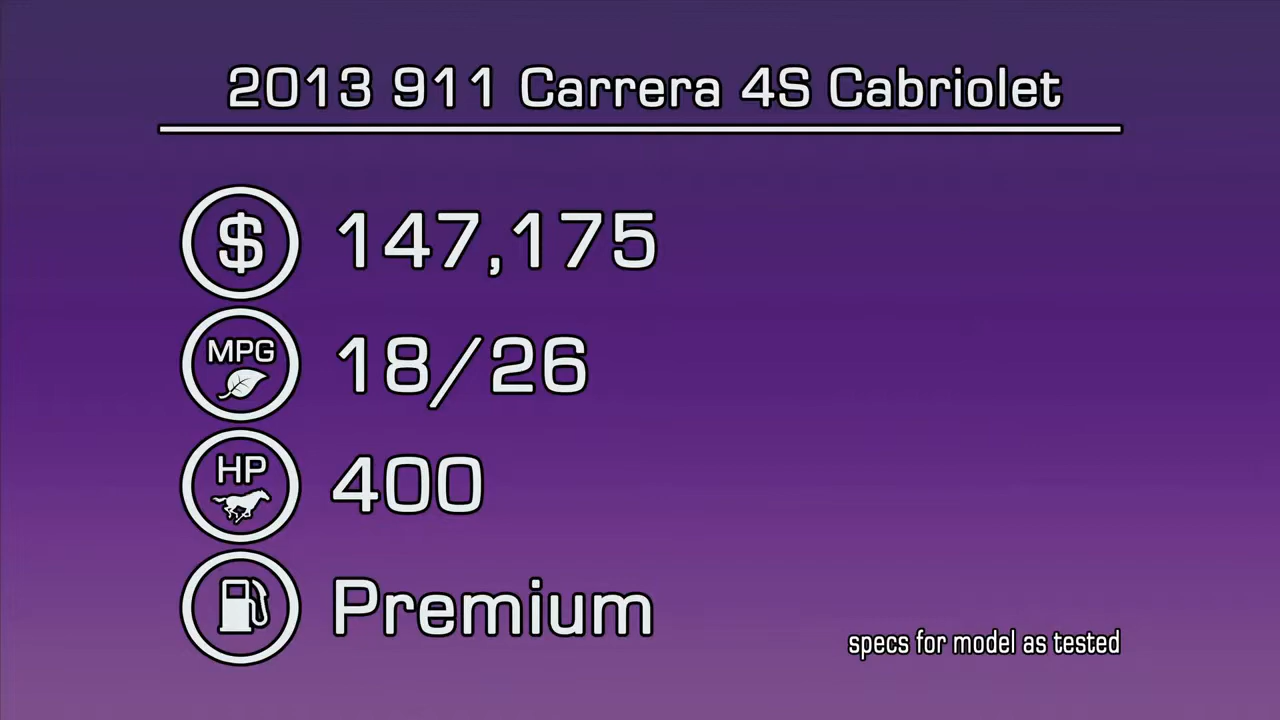 2013 911 Carrera 4S Cabriolet
$ 147,175
MPG 18/26
HP 400
Premium
specs for model as tested